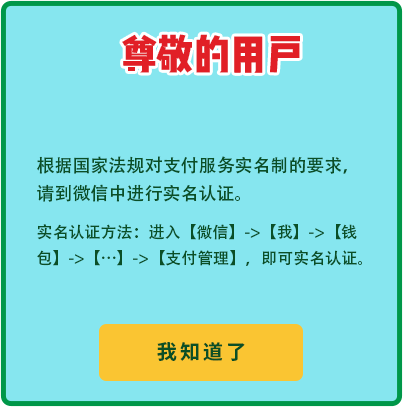 尊敬的用户
根据国家法规对支付服务实名制的要求，
请到微信中进行实名认证。
实名认证方法：进入【微信】->【我】->【钱
包】->【…】->【支付管理】，即可实名认证。
我知道了